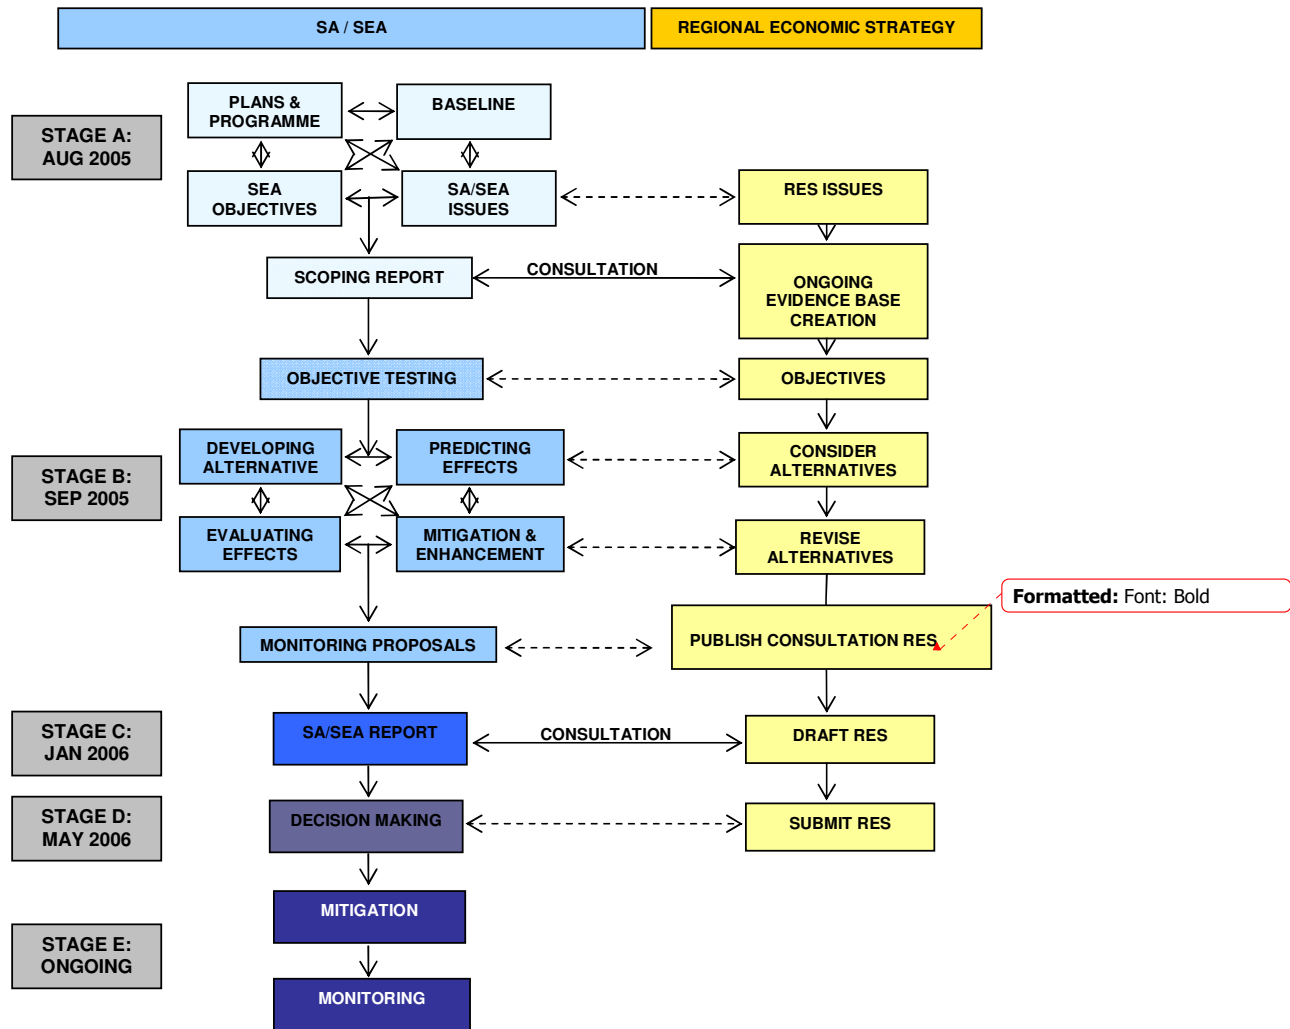 SA / SEA
REGIONAL ECONOMIC STRATEGY
STAGE A:
AUG 2005
PLANS &
PROGRAMME
BASELINE
SEA
OBJECTIVES
SA/SEA
ISSUES
RES ISSUES
SCOPING REPORT
CONSULTATION
ONGOING
EVIDENCE BASE
CREATION
OBJECTIVE TESTING
OBJECTIVES
STAGE B:
SEP 2005
DEVELOPING
ALTERNATIVE
PREDICTING
EFFECTS
CONSIDER
ALTERNATIVES
EVALUATING
EFFECTS
MITIGATION &
ENHANCEMENT
REVISE
ALTERNATIVES
Formatted: Font: Bold
MONITORING PROPOSALS
PUBLISH CONSULTATION RES
STAGE C:
JAN 2006
SA/SEA REPORT
CONSULTATION
DRAFT RES
STAGE D:
MAY 2006
DECISION MAKING
SUBMIT RES
STAGE E:
ONGOING
MITIGATION
MONITORING